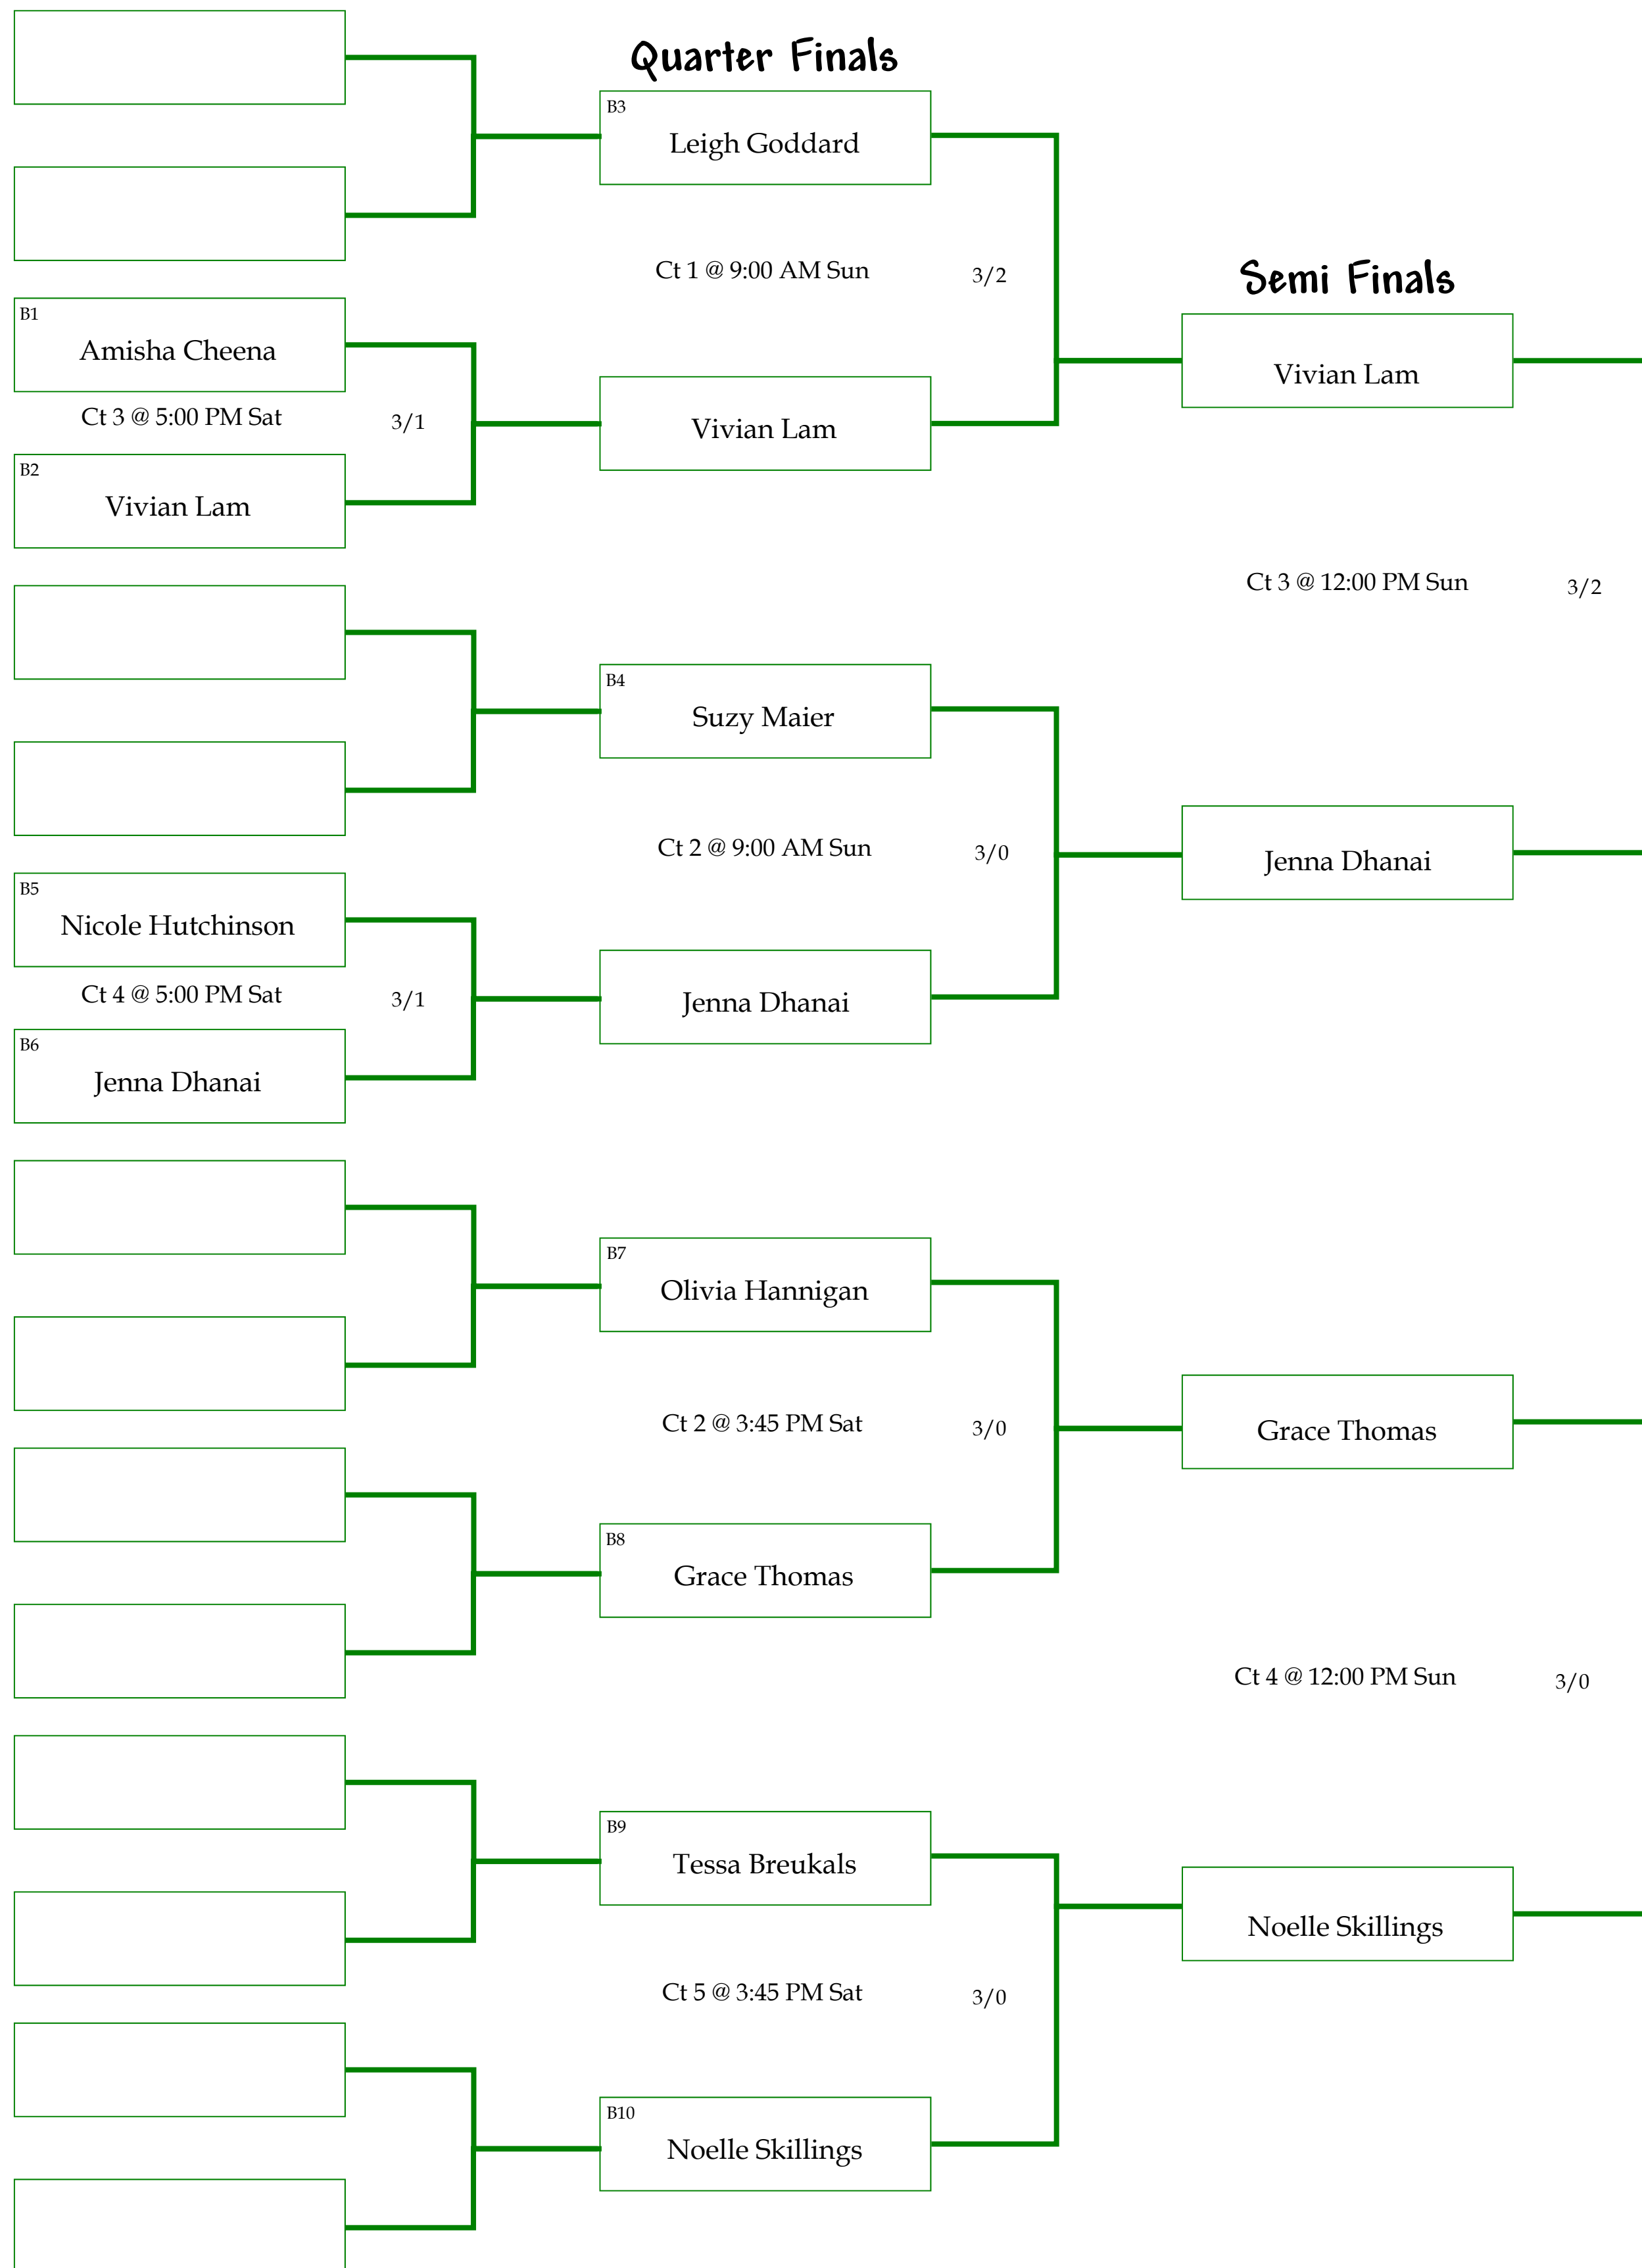 Quarter Finals
B3
Leigh Goddard
Ct 1 @ 9:00 AM Sun
3/2
Semi Finals
B1
Amisha Cheena
Vivian Lam
Ct 3 @ 5:00 PM Sat
3/1
Vivian Lam
B2
Vivian Lam
Ct 3 @ 12:00 PM Sun
3/2
B4
Suzy Maier
Ct 2 @ 9:00 AM Sun
3/0
Jenna Dhanai
B5
Nicole Hutchinson
Ct 4 @ 5:00 PM Sat
3/1
Jenna Dhanai
B6
Jenna Dhanai
B7
Olivia Hannigan
Ct 2 @ 3:45 PM Sat
3/0
Grace Thomas
B8
Grace Thomas
Ct 4 @ 12:00 PM Sun
3/0
B9
Tessa Breukals
Noelle Skillings
Ct 5 @ 3:45 PM Sat
3/0
B10
Noelle Skillings